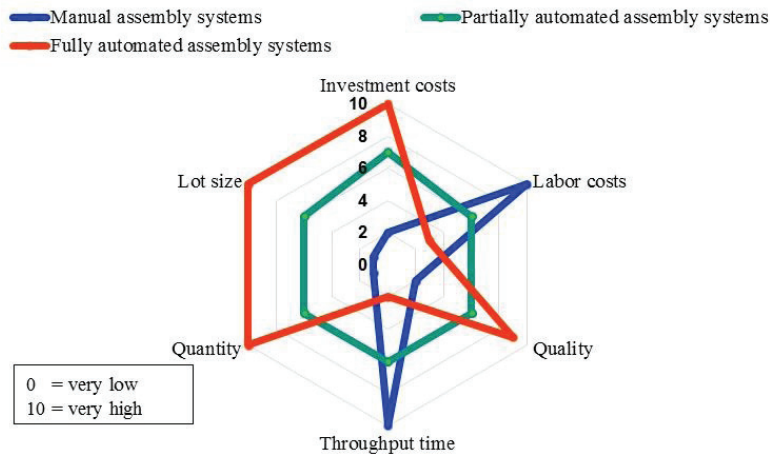 Manual assembly systems
Partially automated assembly systems
Fully automated assembly systems
Investment costs
10
8
6
4
2
0
Lot size
Labor costs
Quantity
Quality
Throughput time
0 = very low
10 = very high